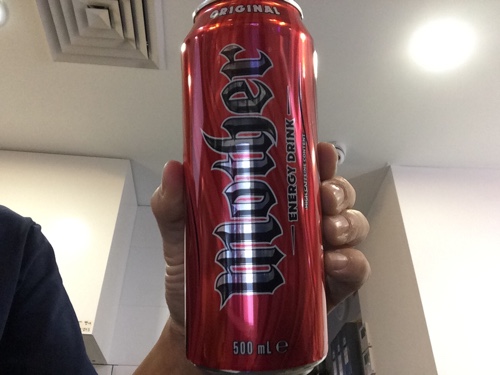 ORIGINAL
Mother
ENERGY DRINK
500 mL e